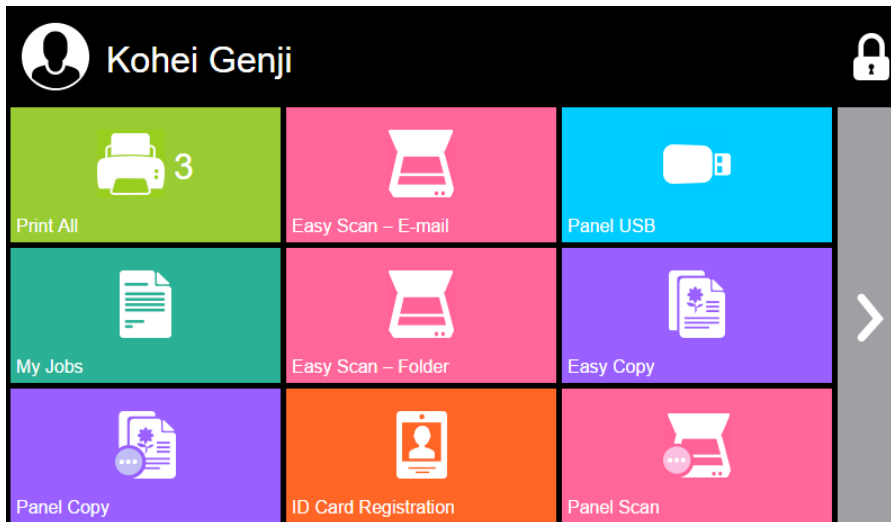 Kohei Genji
3
Print All
Easy Scan – E-mail
Panel USB
My Jobs
Easy Scan – Folder
Easy Copy
Panel Copy
ID Card Registration
Panel Scan